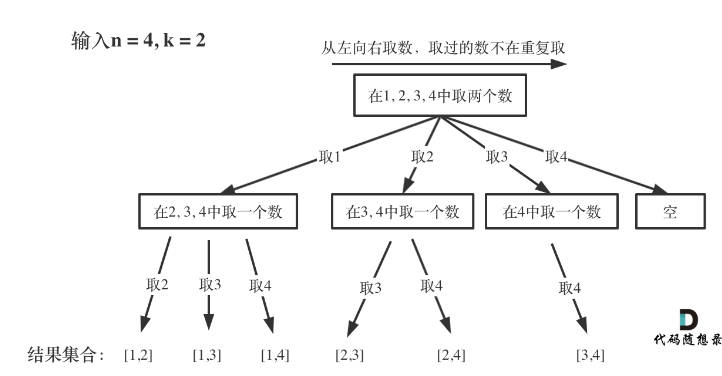 输入n = 4, k = 2
从左向右取数，取过的数不在重复取
在1, 2, 3, 4中取两个数
取1 取2 取3 取4
在2, 3, 4中取一个数 在3, 4中取一个数 在4中取一个数 空
取2 取3 取4 取3 取4 取4
结果集合： [1,2] [1,3] [1,4] [2,3] [2,4] [3,4]
代码随想录